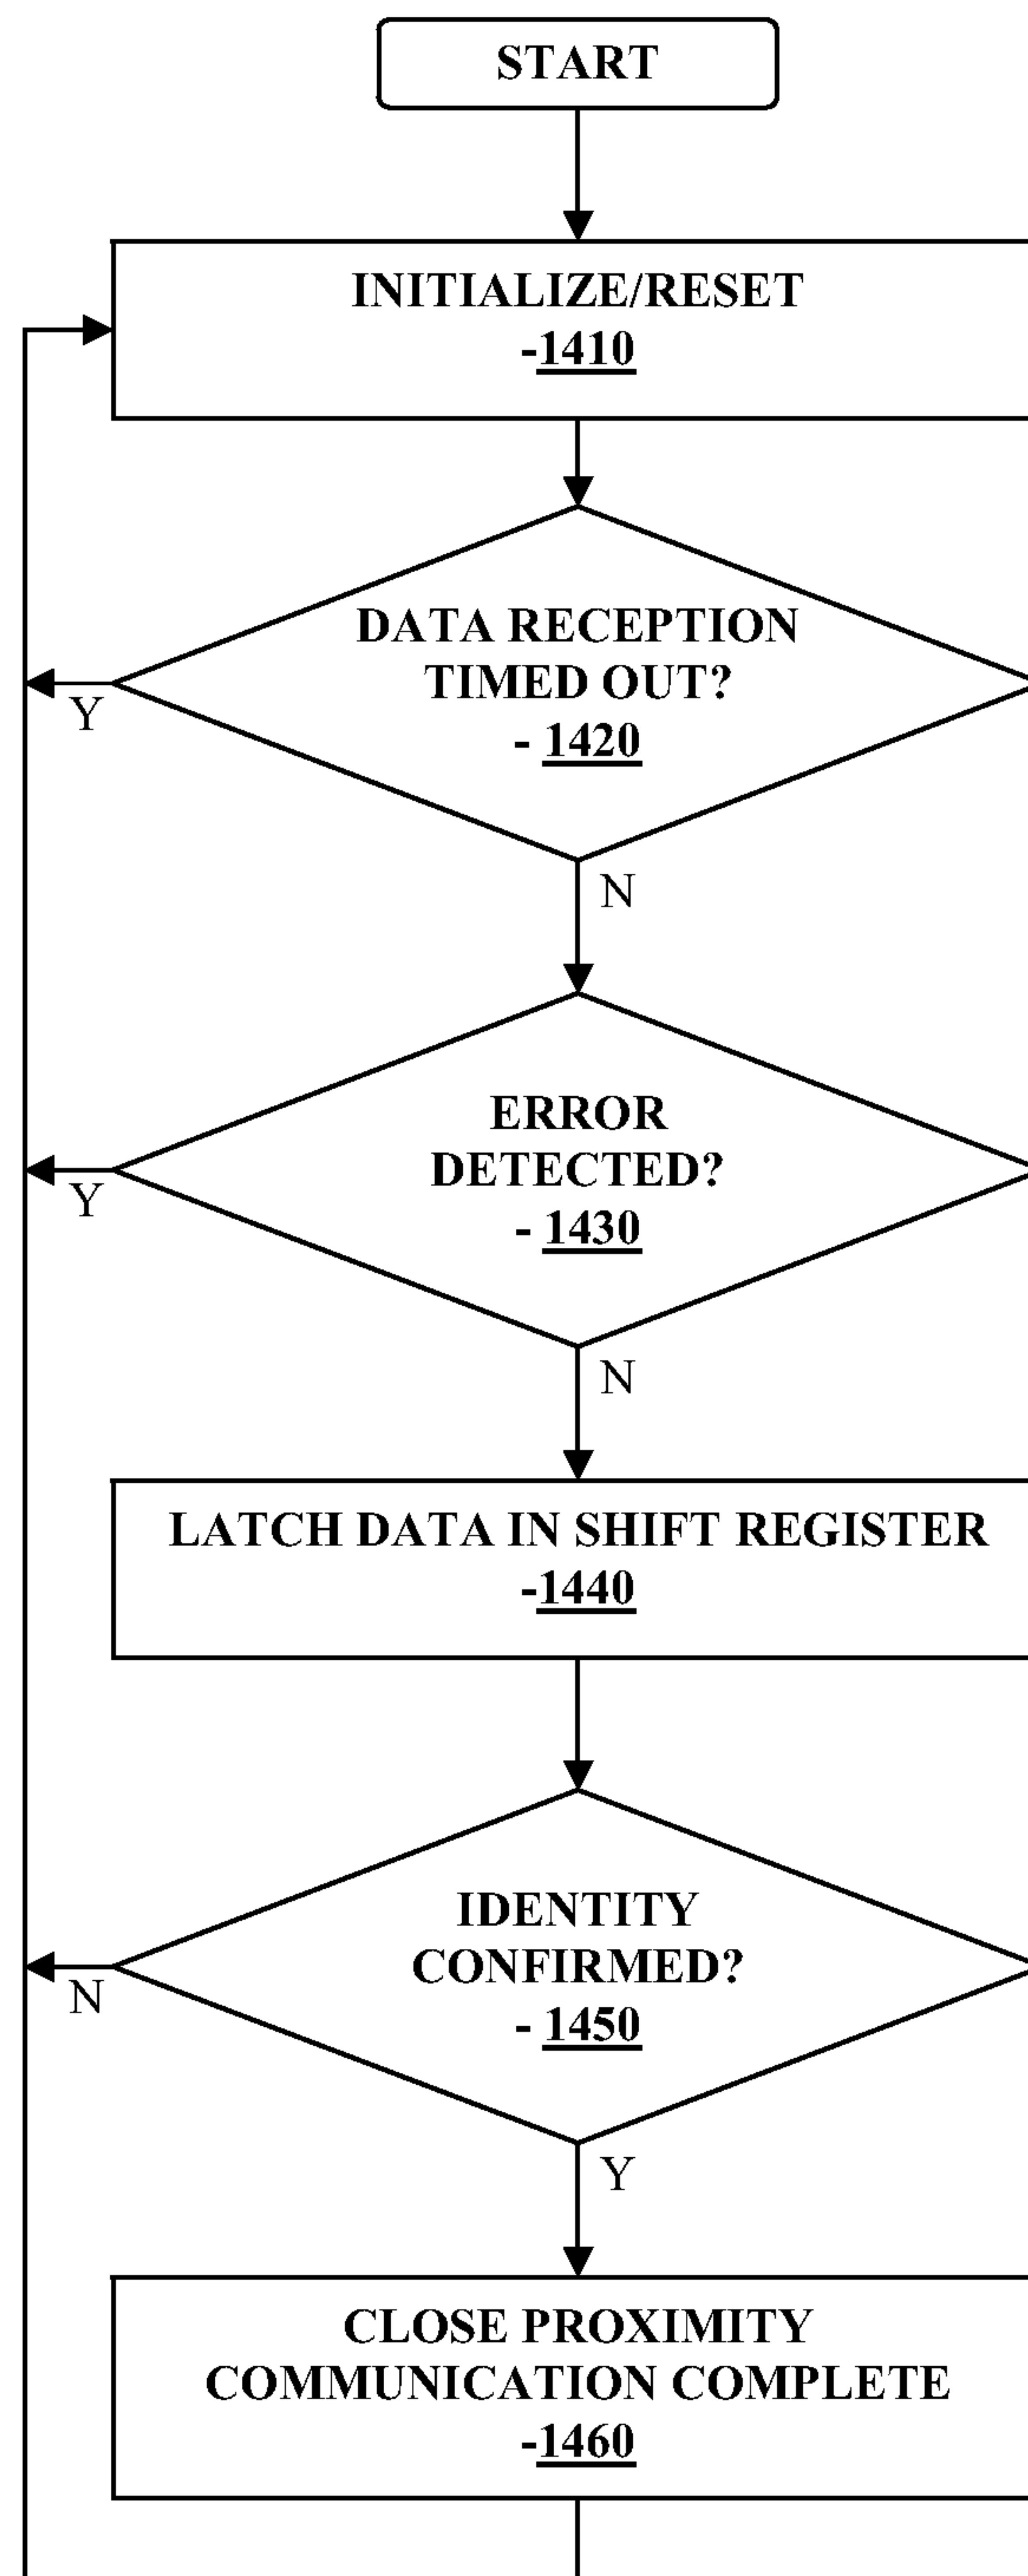 START
INITIALIZE/RESET
-1410
DATA RECEPTION
TIMED OUT?
- 1420
Y
N
ERROR
DETECTED?
- 1430
Y
N
LATCH DATA IN SHIFT REGISTER
-1440
IDENTITY
CONFIRMED?
- 1450
N
Y
CLOSE PROXIMITY
COMMUNICATION COMPLETE
-1460